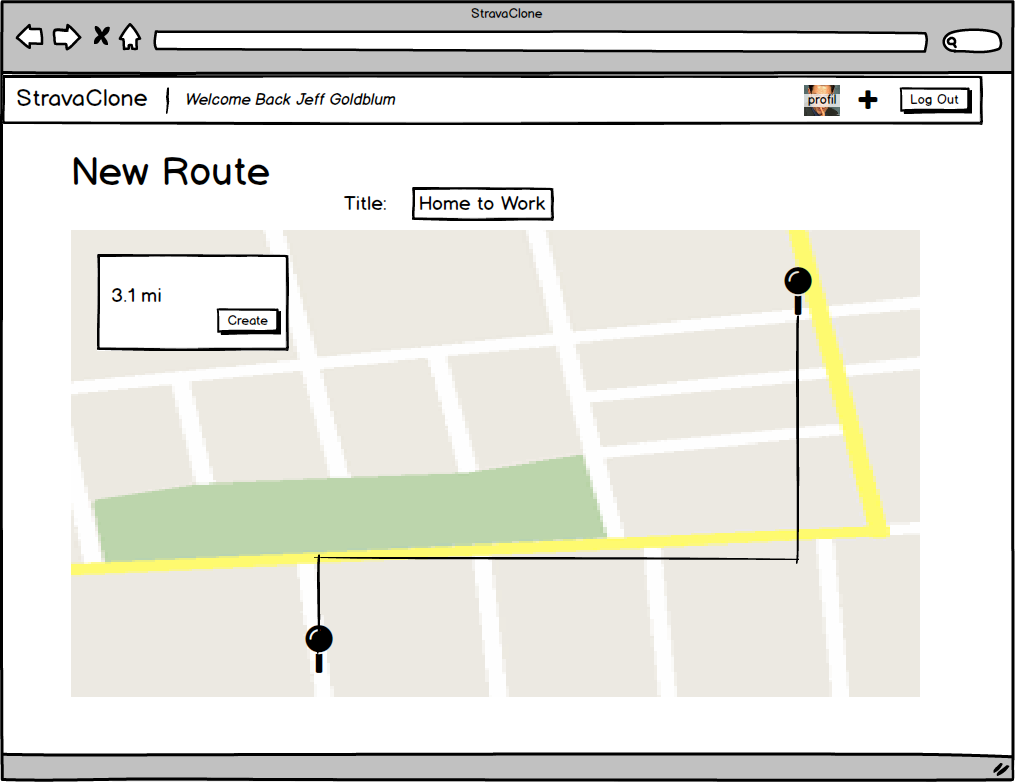 StravaClone
StravaClone
Welcome Back Jeff Goldblum
profil
Log Out
New Route
Title:
Home to Work
3.1 mi
Create